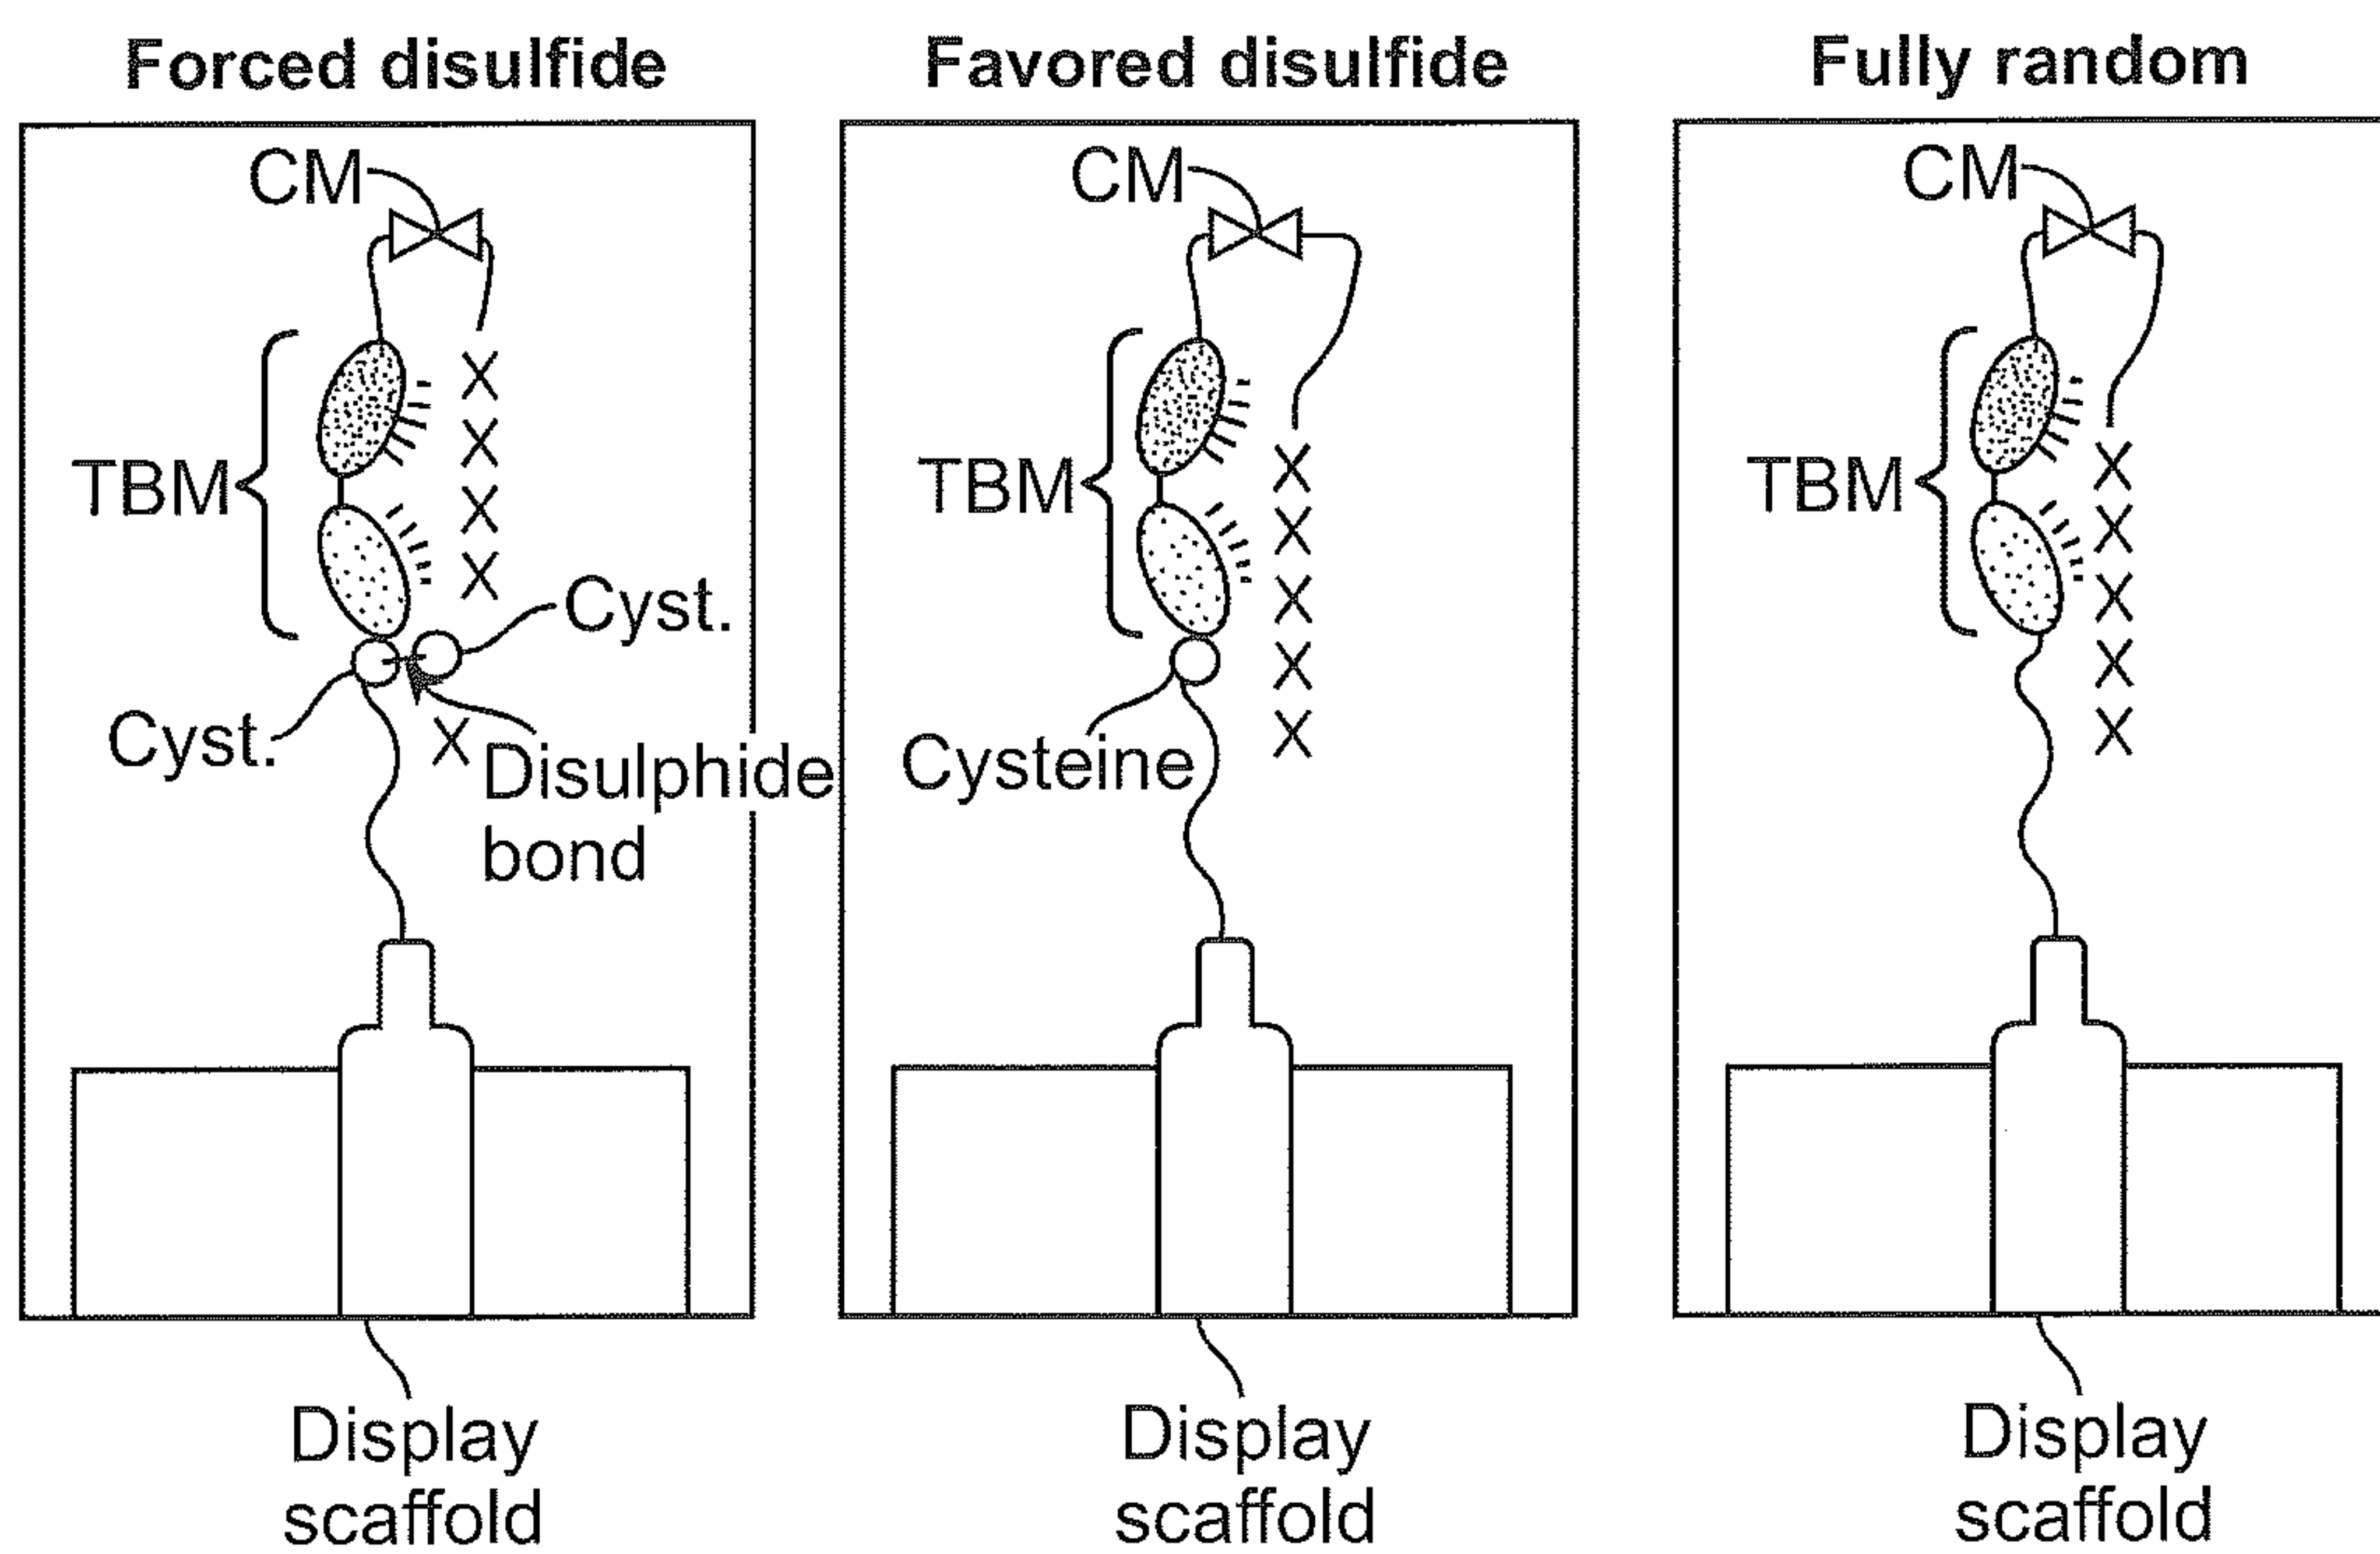 Forced disulfide
CM
X
X
TBM
X
X
Cyst.
Cyst.
X
Disulphide
bond
Display
scaffold
Favored disulfide
CM
X
TBM
X
X
X
X
Cysteine
Display
scaffold
Fully random
CM
X
TBM
X
X
X
X
Display
scaffold